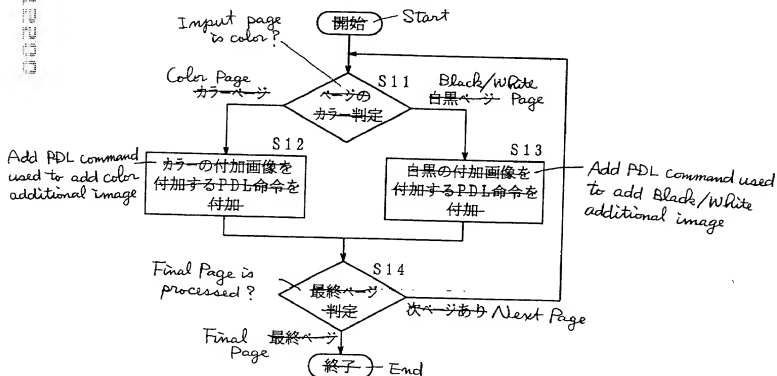 開始
Start
Input page
is color?
S11
Color Page
カラーページ
ページの
カラー判定
Black/White
白黒ページ Page
S12
S13
Add PDL command
used to add color
additional image
カラーの付加画像を
付加するPDL命令を
付加
白黒の付加画像を
付加するPDL命令を
付加
Add PDL command used
to add Black/White
additional image
S14
Final Page is
processed?
最終ページ
判定
次ページあり Next Page
Final 最終ページ
Page
終了
End